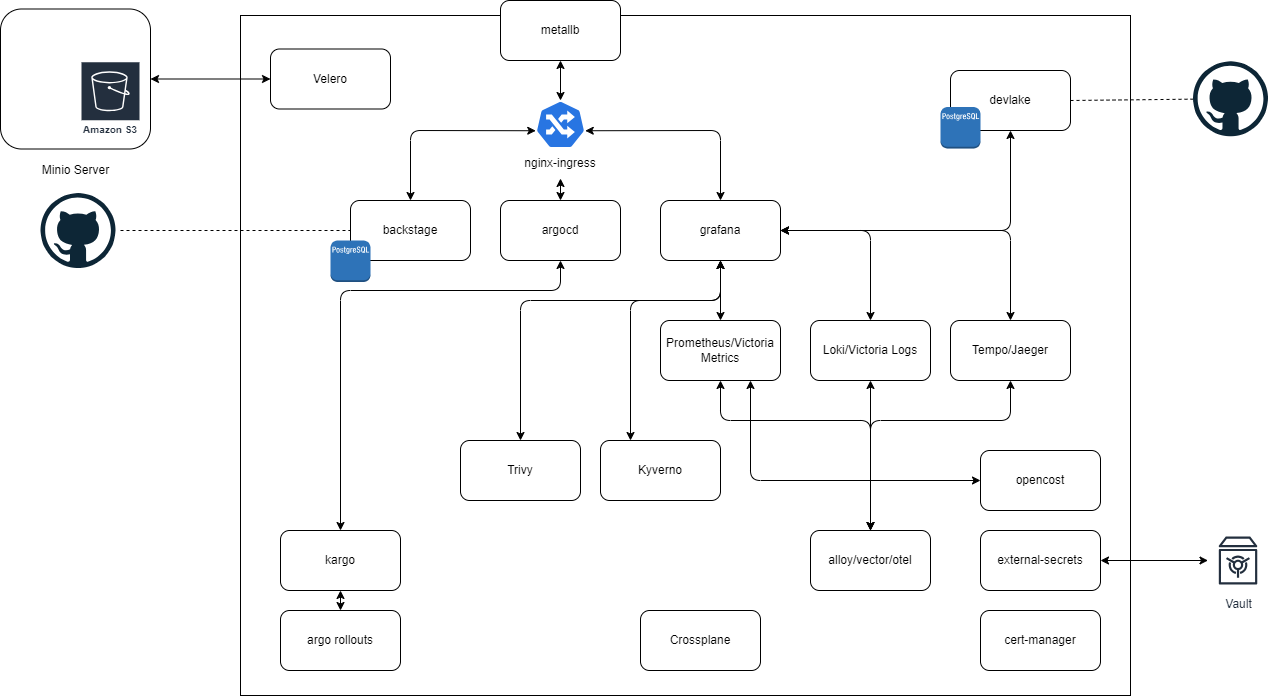 metallb
Velero
Amazon S3
Minio Server
devlake
PostgreSQL
nginx-ingress
backstage
PostgreSQL
argocd
grafana
Prometheus/Victoria
Metrics
Loki/Victoria Logs
Tempo/Jaeger
Trivy
Kyverno
opencost
kargo
alloy/vector/otel
external-secrets
Vault
argo rollouts
Crossplane
cert-manager